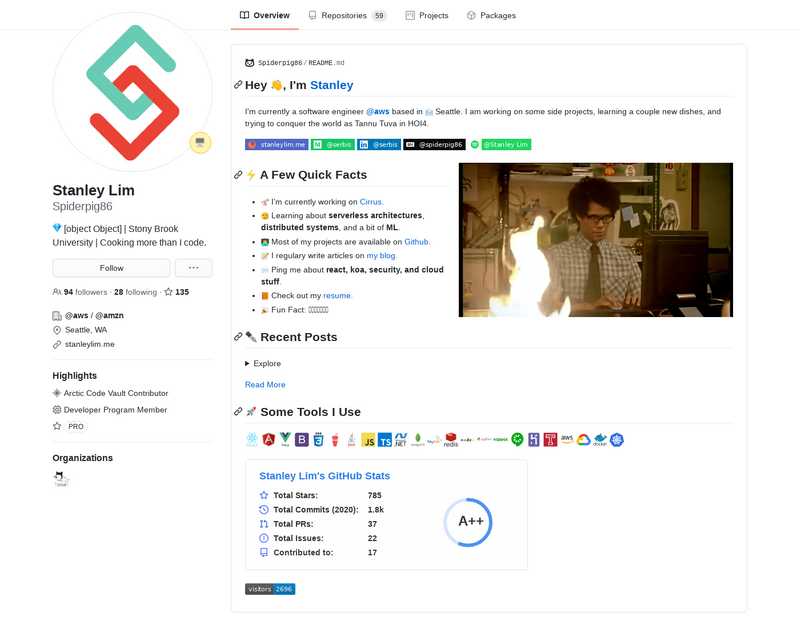 Overview
Repositories 59
Projects
Packages
Stanley Lim
Spiderpig86
[object Object] | Stony Brook
University | Cooking more than I code.
Follow
94 followers · 28 following · 135
@aws / @amzn
Seattle, WA
stanleylim.me
Highlights
Arctic Code Vault Contributor
Developer Program Member
PRO
Organizations
Spiderpig86 / README.md
Hey 👋, I'm Stanley
I'm currently a software engineer @aws based in Seattle. I am working on some side projects, learning a couple new dishes, and
trying to conquer the world as Tannu Tuva in HOI4.
stanleylim.me @serbis @serbis @spiderpig86 @Stanley Lim
⚡ A Few Quick Facts
I'm currently working on Cirrus.
Learning about serverless architectures,
distributed systems, and a bit of ML.
Most of my projects are available on Github.
I regulary write articles on my blog.
Ping me about react, koa, security, and cloud
stuff.
Check out my resume.
Fun Fact:
Recent Posts
Explore
Read More
🚀 Some Tools I Use
JS TS .NET redis aws docker
Stanley Lim's GitHub Stats
Total Stars: 785
Total Commits (2020): 1.8k
Total PRs: 37
Total Issues: 22
Contributed to: 17
A++
visitors 2696